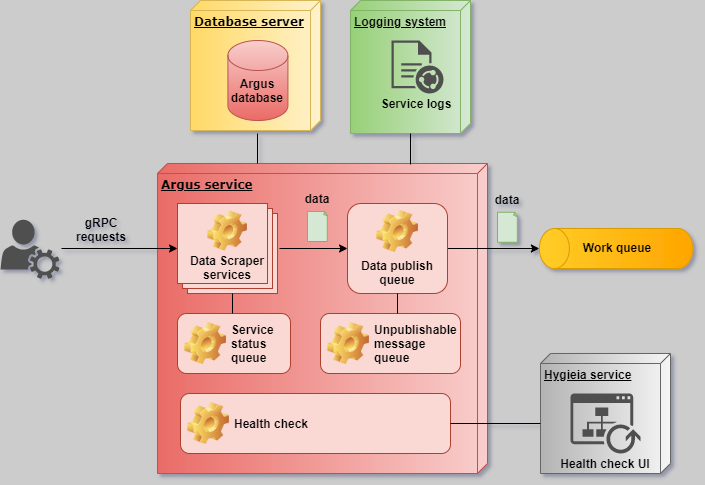 Database server
Argus
database
Logging system
Service logs
Argus service
gRPC
requests
Data Scraper
services
data
Data publish
queue
data
Work queue
Service
status
queue
Unpublishable
message
queue
Health check
Hygieia service
Health check UI